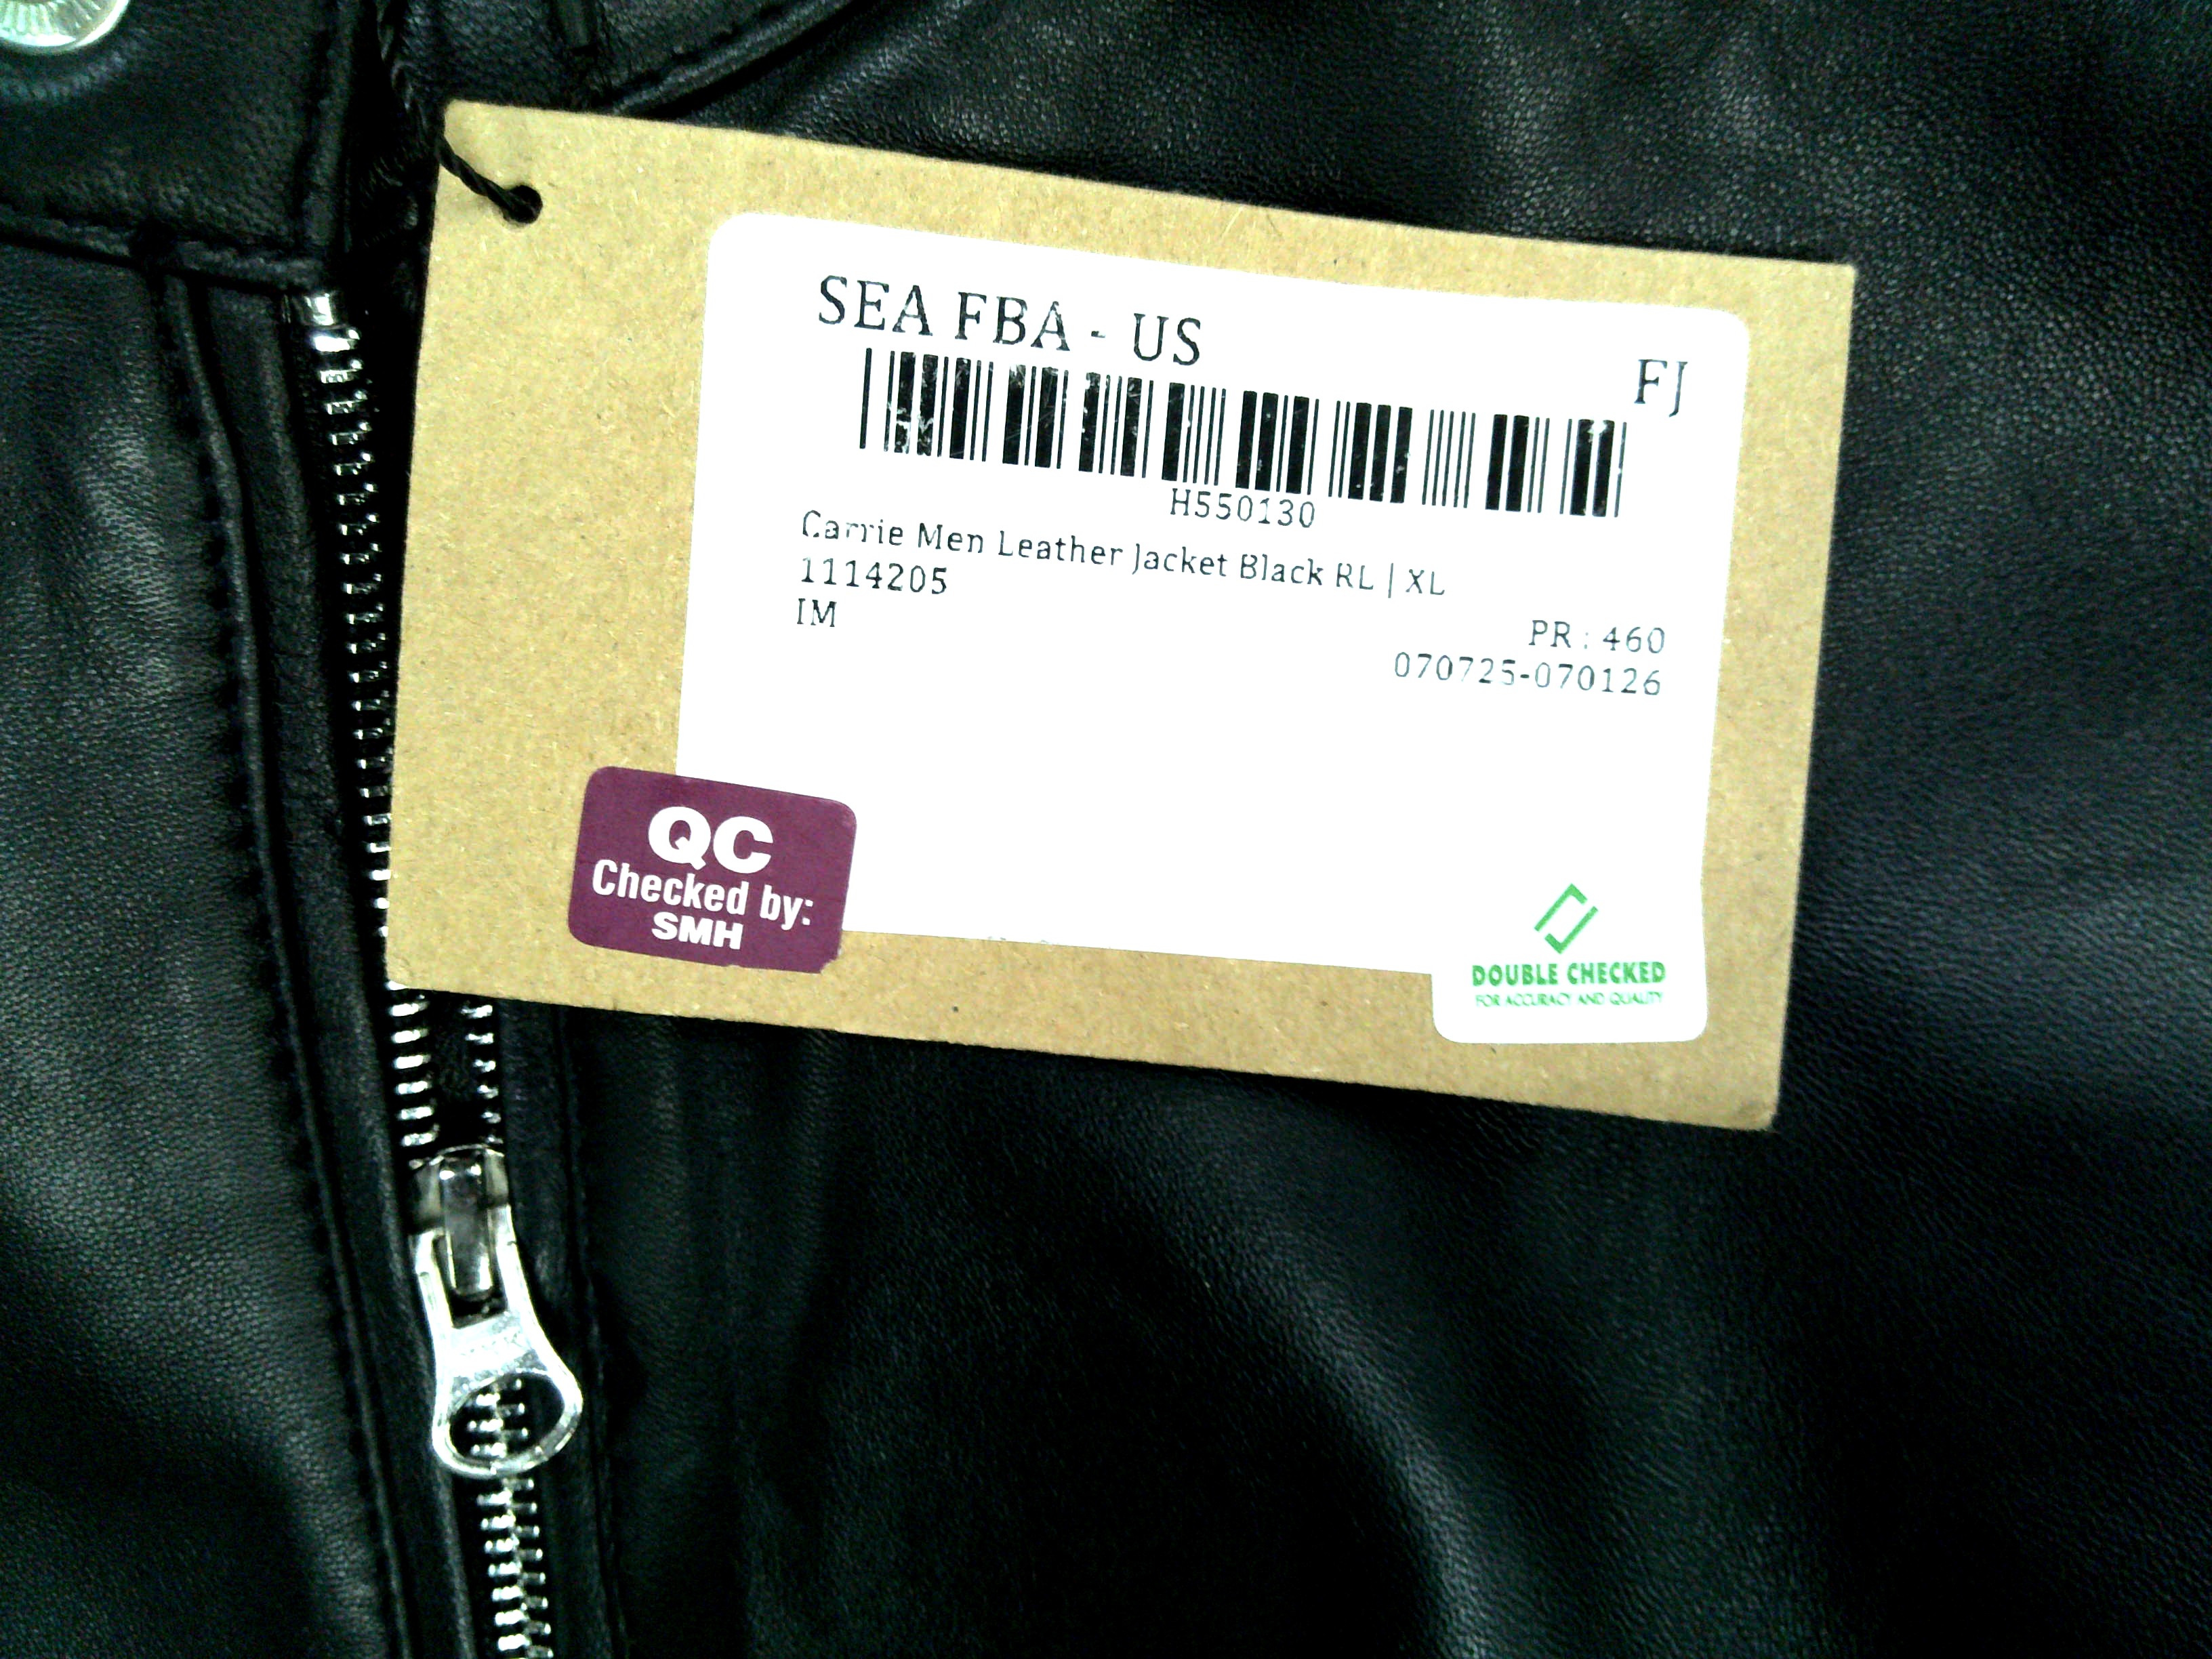 SEA FBA - US
FJ
H550130
Carrie Men Leather Jacket Black RL | XL
1114205
IM
PR : 460
070725-070126
QC
Checked by:
SMH
DOUBLE CHECKED
FOR ACCURACY AND QUALITY